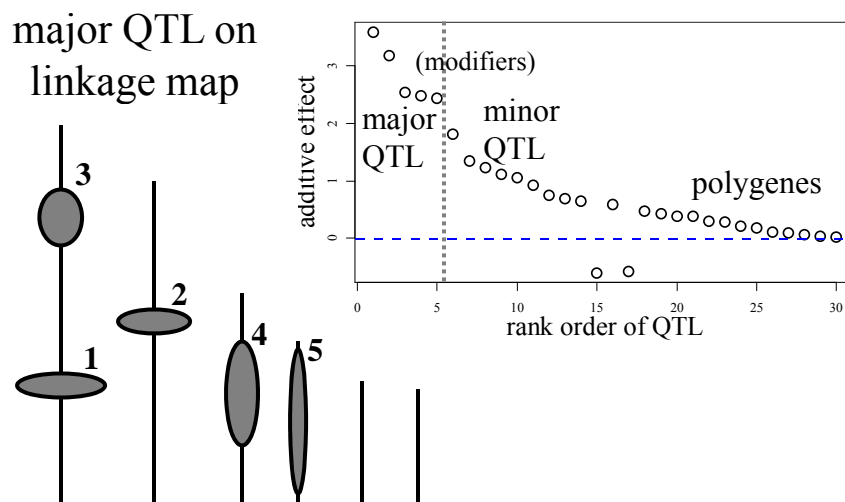 major QTL on
linkage map
3
2
1
4
5
additive effect
3
2
1
0
(modifiers)
major
QTL
minor
QTL
polygenes
0 5 10 15 20 25 30
rank order of QTL